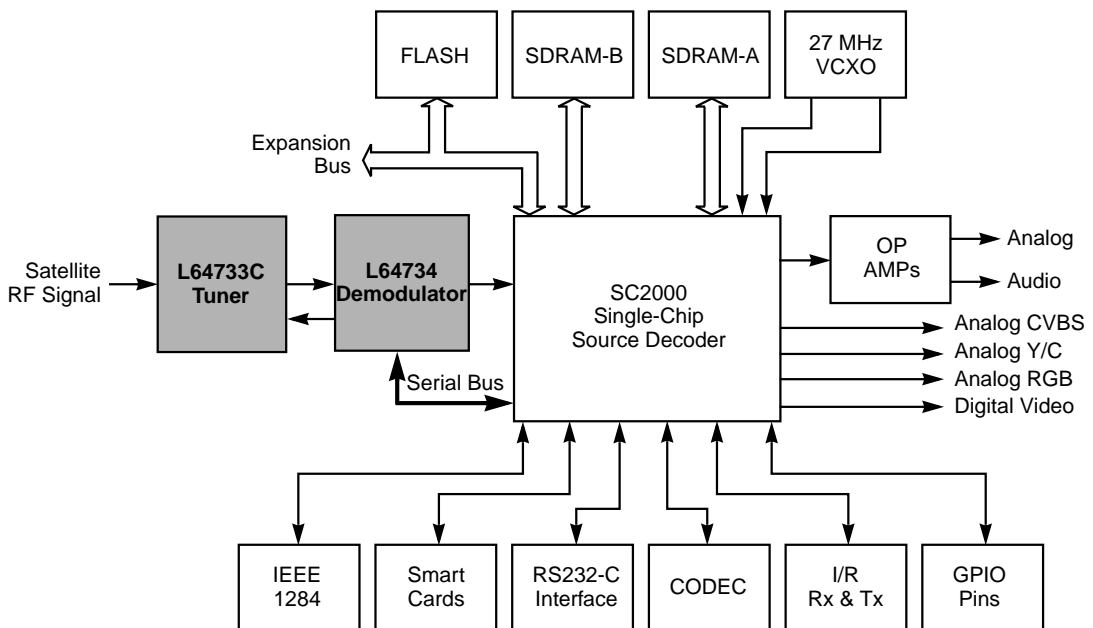 FLASH
SDRAM-B
SDRAM-A
27 MHz
VCXO
Expansion
Bus
Satellite
RF Signal
L64733C
Tuner
L64734
Demodulator
Serial Bus
SC2000
Single-Chip
Source Decoder
OP
AMPs
Analog
Audio
Analog CVBS
Analog Y/C
Analog RGB
Digital Video
IEEE
1284
Smart
Cards
RS232-C
Interface
CODEC
I/R
Rx & Tx
GPIO
Pins